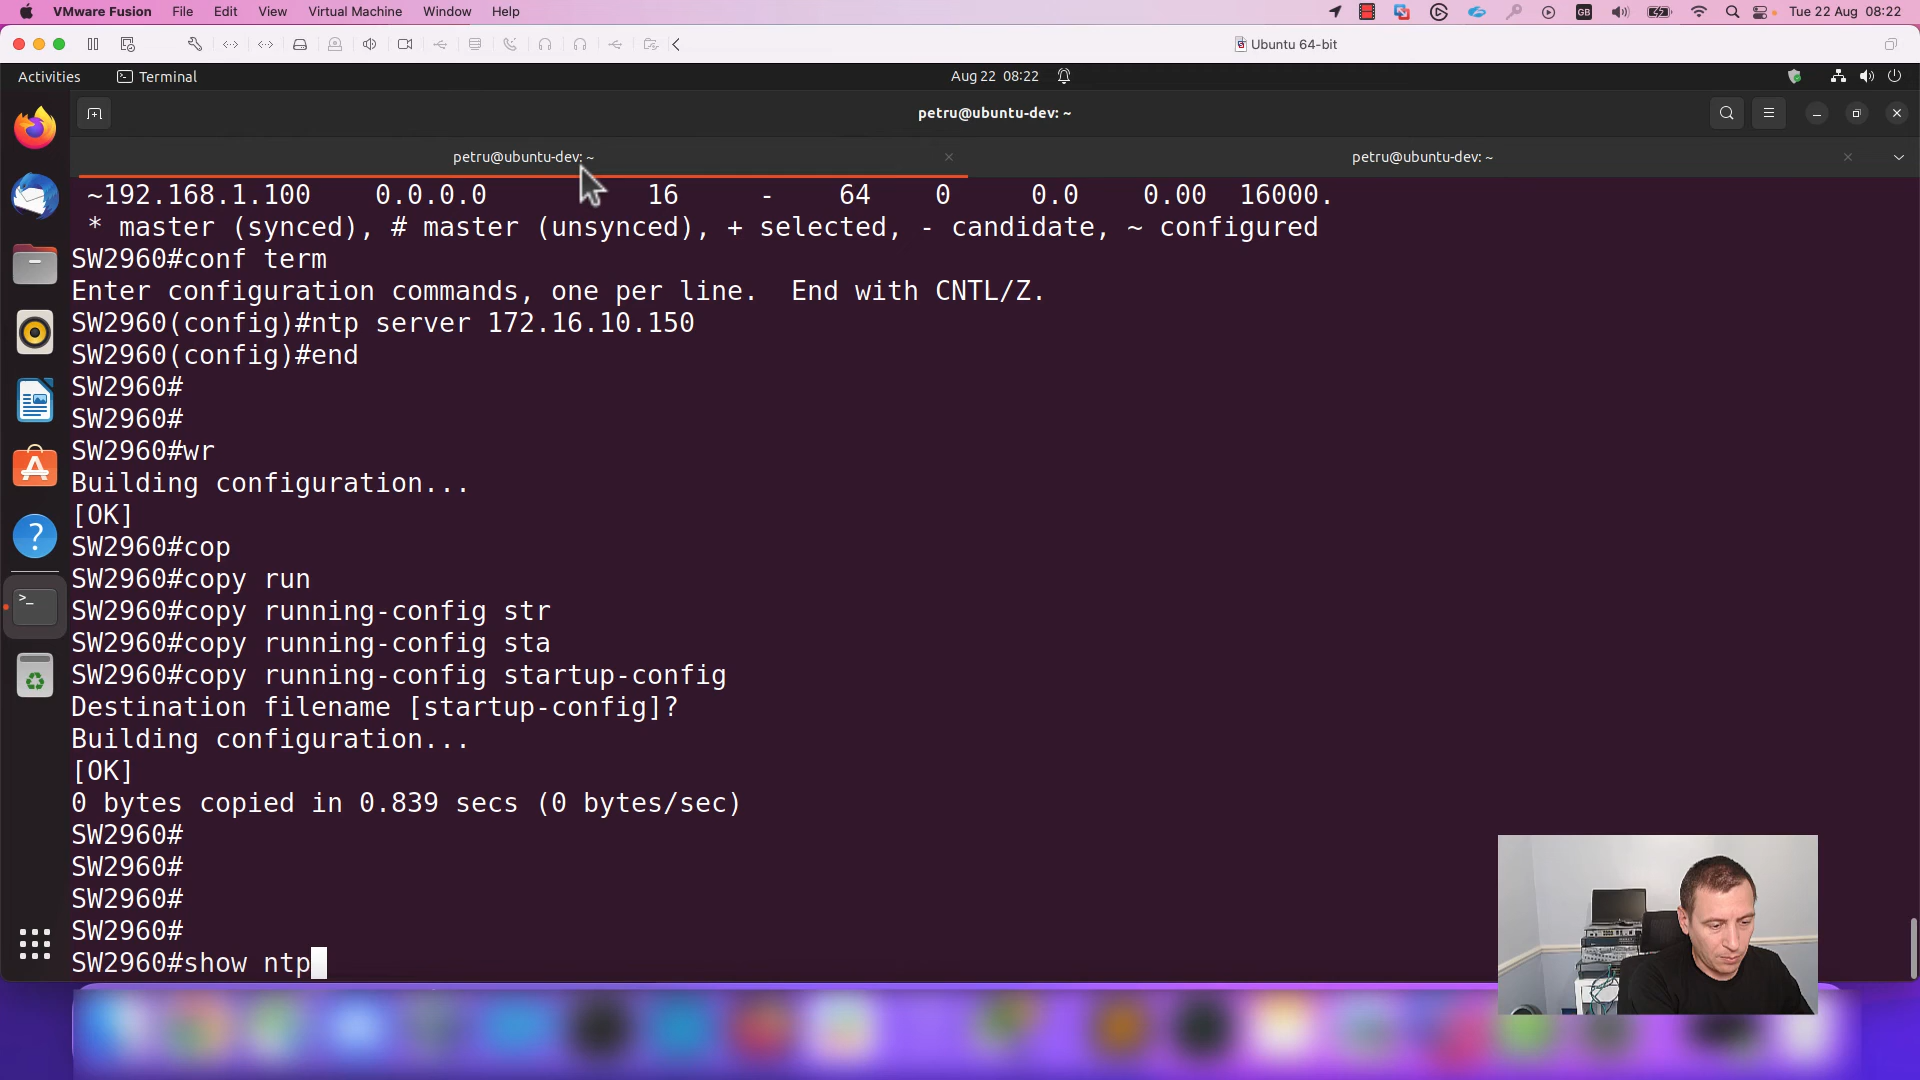 VMware Fusion File Edit View Virtual Machine Window Help GB Tue 22 Aug 08:22
Ubuntu 64-bit
Activities Terminal Aug 22 08:22
petru@ubuntu-dev: ~
petru@ubuntu-dev: ~ petru@ubuntu-dev: ~
~192.168.1.100 0.0.0.0 16 - 64 0 0.0 0.00 16000.
* master (synced), # master (unsynced), + selected, - candidate, ~ configured
SW2960#conf term
Enter configuration commands, one per line. End with CNTL/Z.
SW2960(config)#ntp server 172.16.10.150
SW2960(config)#end
SW2960#
SW2960#
SW2960#wr
Building configuration...
[OK]
SW2960#cop
SW2960#copy run
SW2960#copy running-config str
SW2960#copy running-config sta
SW2960#copy running-config startup-config
Destination filename [startup-config]?
Building configuration...
[OK]
0 bytes copied in 0.839 secs (0 bytes/sec)
SW2960#
SW2960#
SW2960#
SW2960#
SW2960#show ntp